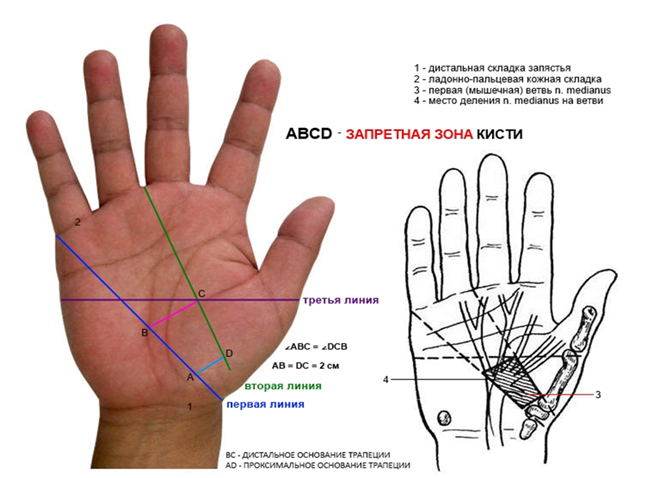 1 - дистальная складка запястья
2 - ладонно-пальцевая кожная складка
3 - первая (мышечная) ветвь n. medianus
4 - место деления n. medianus на ветви
ABCD - ЗАПРЕТНАЯ ЗОНА КИСТИ
2
C
третья линия
B
∠ABC = ∠DCB
D
AB = DC = 2 см
A
4
вторая линия
3
1
первая линия
BC - ДИСТАЛЬНОЕ ОСНОВАНИЕ ТРАПЕЦИИ
AD - ПРОКСИМАЛЬНОЕ ОСНОВАНИЕ ТРАПЕЦИИ